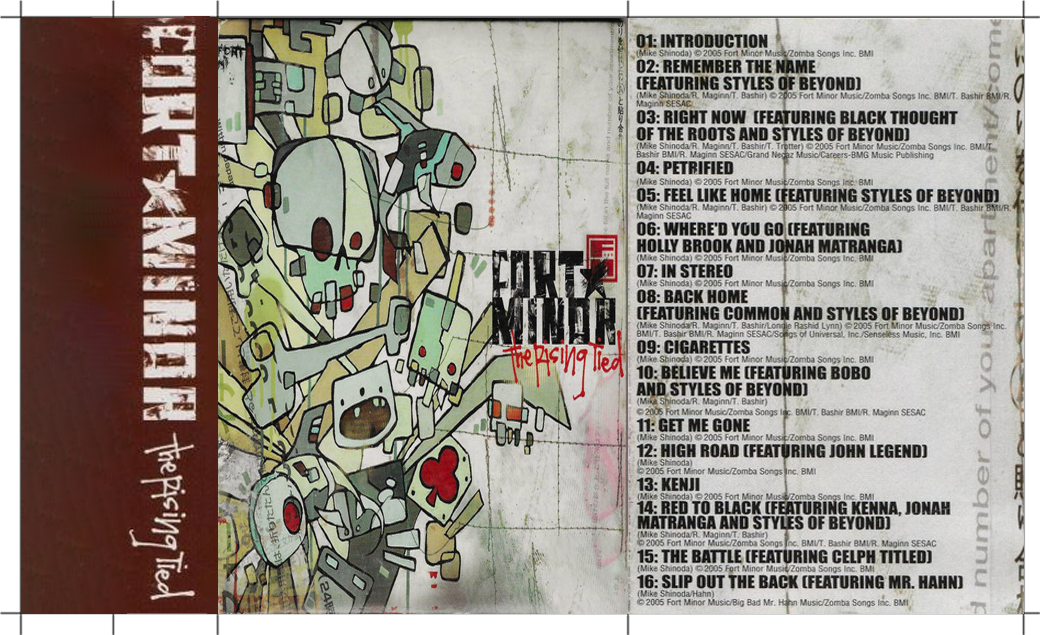 FORT★MINOR
the Rising Tied
FORT
MINOR
the Rising Tied
01: INTRODUCTION
(Mike Shinoda) © 2005 Fort Minor Music/Zomba Songs Inc. BMI
02: REMEMBER THE NAME
(FEATURING STYLES OF BEYOND)
(Mike Shinoda/R. Maginn/T. Bashir) © 2005 Fort Minor Music/Zomba Songs Inc. BMI/T. Bashir BMI/R.
Maginn SESAC
03: RIGHT NOW (FEATURING BLACK THOUGHT
OF THE ROOTS AND STYLES OF BEYOND)
(Mike Shinoda/R. Maginn/T. Bashir/T. Trotter) © 2005 Fort Minor Music/Zomba Songs Inc. BMI/T.
Bashir BMI/R. Maginn SESAC/Grand Negaz Music/Careers-BMG Music Publishing
04: PETRIFIED
(Mike Shinoda) © 2005 Fort Minor Music/Zomba Songs Inc. BMI
05: FEEL LIKE HOME (FEATURING STYLES OF BEYOND)
(Mike Shinoda/R. Maginn/T. Bashir) © 2005 Fort Minor Music/Zomba Songs Inc. BMI/T. Bashir BMI/R.
Maginn SESAC
06: WHERE'D YOU GO (FEATURING
HOLLY BROOK AND JONAH MATRANGA)
(Mike Shinoda) © 2005 Fort Minor Music/Zomba Songs Inc. BMI
07: IN STEREO
(Mike Shinoda) © 2005 Fort Minor Music/Zomba Songs Inc. BMI
08: BACK HOME
(FEATURING COMMON AND STYLES OF BEYOND)
(Mike Shinoda/R. Maginn/T. Bashir/Lonnie Rashid Lynn) © 2005 Fort Minor Music/Zomba Songs Inc.
BMI/T. Bashir BMI/R. Maginn SESAC/Songs of Universal, Inc./Senseless Music, Inc. BMI
09: CIGARETTES
(Mike Shinoda) © 2005 Fort Minor Music/Zomba Songs Inc. BMI
10: BELIEVE ME (FEATURING BOBO
AND STYLES OF BEYOND)
(Mike Shinoda/R. Maginn/T. Bashir)
© 2005 Fort Minor Music/Zomba Songs Inc. BMI/T. Bashir BMI/R. Maginn SESAC
11: GET ME GONE
(Mike Shinoda) © 2005 Fort Minor Music/Zomba Songs Inc. BMI
12: HIGH ROAD (FEATURING JOHN LEGEND)
(Mike Shinoda)
© 2005 Fort Minor Music/Zomba Songs Inc. BMI
13: KENJI
(Mike Shinoda) © 2005 Fort Minor Music/Zomba Songs Inc. BMI
14: RED TO BLACK (FEATURING KENNA, JONAH
MATRANGA AND STYLES OF BEYOND)
(Mike Shinoda/R. Maginn/T. Bashir)
© 2005 Fort Minor Music/Zomba Songs Inc. BMI/T. Bashir BMI/R. Maginn SESAC
15: THE BATTLE (FEATURING CELPH TITLED)
(Mike Shinoda) © 2005 Fort Minor Music/Zomba Songs Inc. BMI
16: SLIP OUT THE BACK (FEATURING MR. HAHN)
(Mike Shinoda/Hahn)
© 2005 Fort Minor Music/Big Bad Mr. Hahn Music/Zomba Songs Inc. BMI
d number of your apartment/come